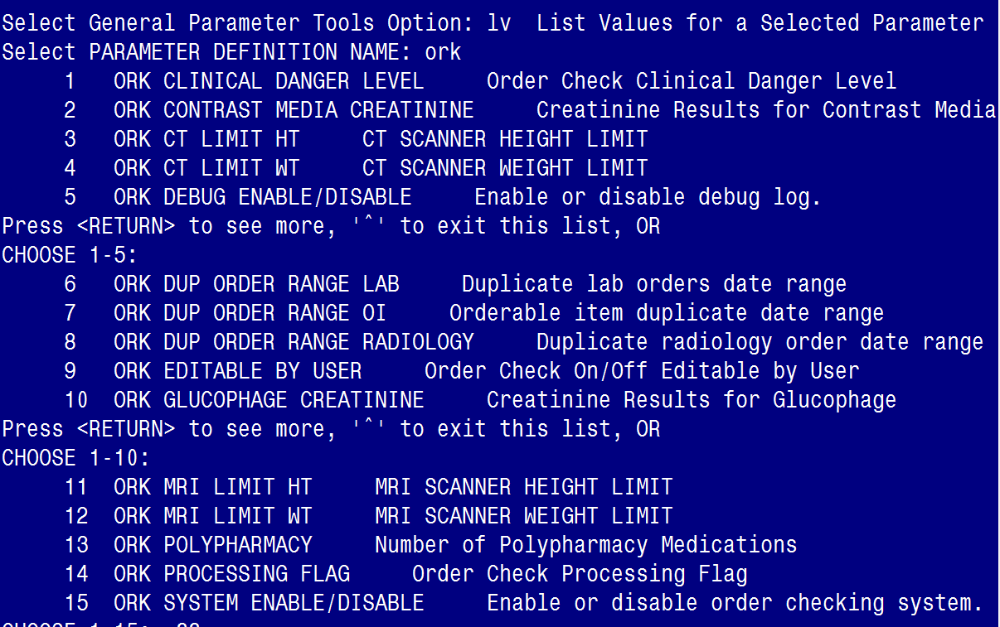 Select General Parameter Tools Option: lv  List Values for a Selected Parameter
Select PARAMETER DEFINITION NAME: ork
     1   ORK CLINICAL DANGER LEVEL     Order Check Clinical Danger Level
     2   ORK CONTRAST MEDIA CREATININE     Creatinine Results for Contrast Media
     3   ORK CT LIMIT HT     CT SCANNER HEIGHT LIMIT
     4   ORK CT LIMIT WT     CT SCANNER WEIGHT LIMIT
     5   ORK DEBUG ENABLE/DISABLE     Enable or disable debug log.
Press <RETURN> to see more, '^' to exit this list, OR
CHOOSE 1-5:
     6   ORK DUP ORDER RANGE LAB     Duplicate lab orders date range
     7   ORK DUP ORDER RANGE OI     Orderable item duplicate date range
     8   ORK DUP ORDER RANGE RADIOLOGY     Duplicate radiology order date range
     9   ORK EDITABLE BY USER     Order Check On/Off Editable by User
     10  ORK GLUCOPHAGE CREATININE     Creatinine Results for Glucophage
Press <RETURN> to see more, '^' to exit this list, OR
CHOOSE 1-10:
     11  ORK MRI LIMIT HT     MRI SCANNER HEIGHT LIMIT
     12  ORK MRI LIMIT WT     MRI SCANNER WEIGHT LIMIT
     13  ORK POLYPHARMACY     Number of Polypharmacy Medications
     14  ORK PROCESSING FLAG     Order Check Processing Flag
     15  ORK SYSTEM ENABLE/DISABLE     Enable or disable order checking system.
CHOOSE 1-15: